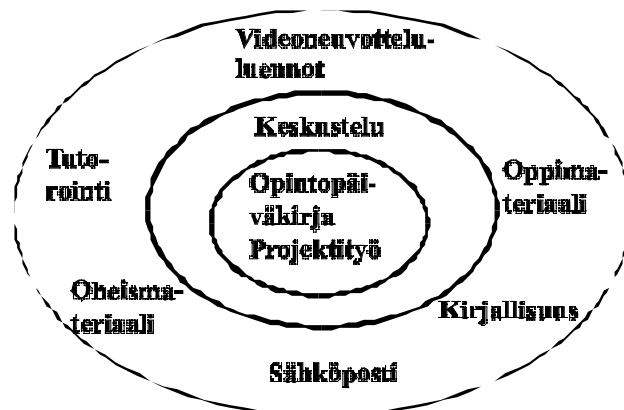 Videoneuvottelu-
luennot
Keskustelu
Tuto-
rointi
Oppima-
teriaali
Opintopäi-
väkirja
Projektityö
Oheisma-
teriaali
Kirjallisuus
Sähköposti